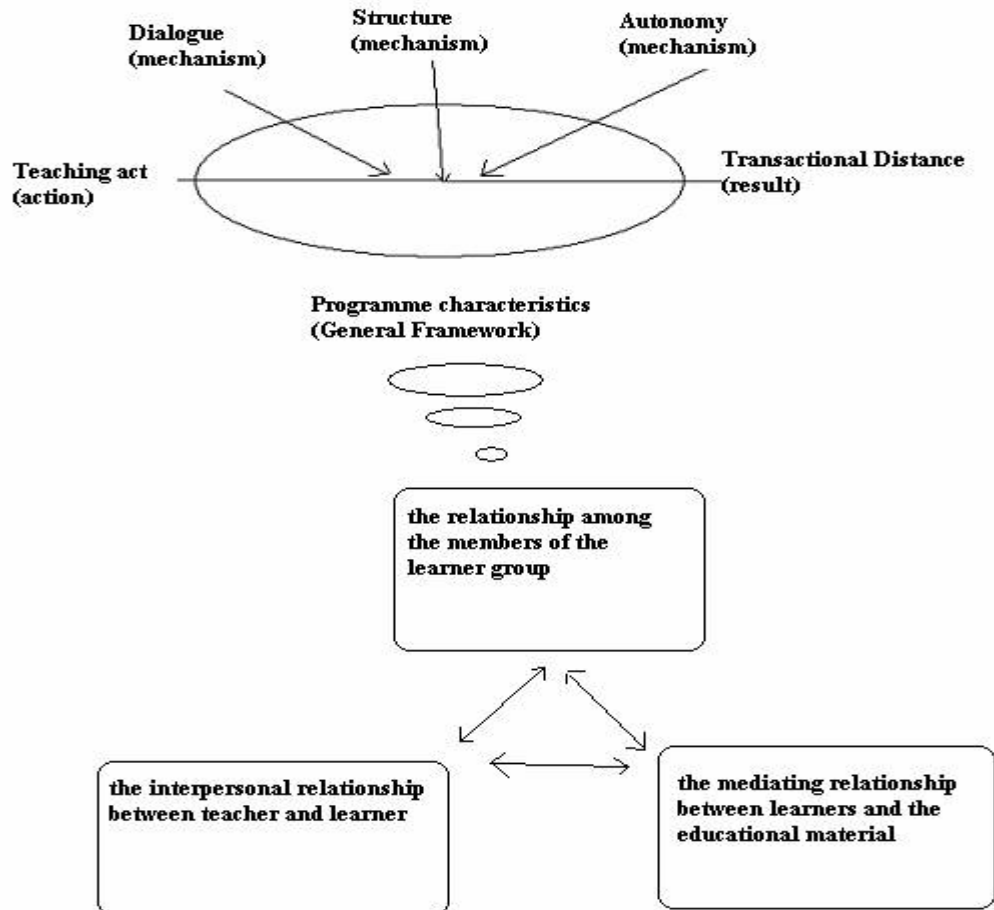 Dialogue
(mechanism)
Structure
(mechanism)
Autonomy
(mechanism)
Teaching act
(action)
Transactional Distance
(result)
Programme characteristics
(General Framework)
the relationship among
the members of the
learner group
the interpersonal relationship
between teacher and learner
the mediating relationship
between learners and the
educational material